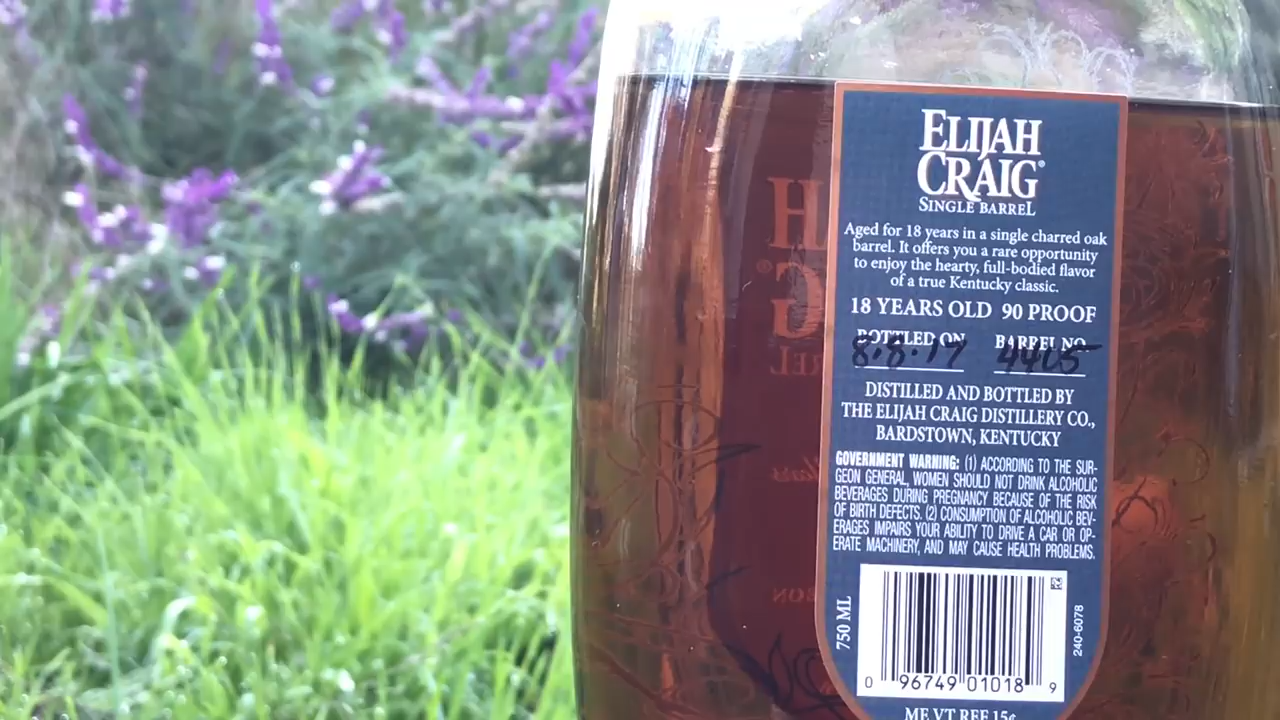 ELIJAH
CRAIG®
SINGLE BARREL
Aged for 18 years in a single charred oak
barrel. It offers you a rare opportunity
to enjoy the hearty, full-bodied flavor
of a true Kentucky classic.
18 YEARS OLD 90 PROOF
BOTTLED ON BARREL NO.
8.8.17 4405
DISTILLED AND BOTTLED BY
THE ELIJAH CRAIG DISTILLERY CO.,
BARDSTOWN, KENTUCKY
GOVERNMENT WARNING: (1) ACCORDING TO THE SUR-
GEON GENERAL, WOMEN SHOULD NOT DRINK ALCOHOLIC
BEVERAGES DURING PREGNANCY BECAUSE OF THE RISK
OF BIRTH DEFECTS. (2) CONSUMPTION OF ALCOHOLIC BEV-
ERAGES IMPAIRS YOUR ABILITY TO DRIVE A CAR OR OP-
ERATE MACHINERY, AND MAY CAUSE HEALTH PROBLEMS.
750 ML
240-6078
0 96749 01018 9
ME VT REF 15¢